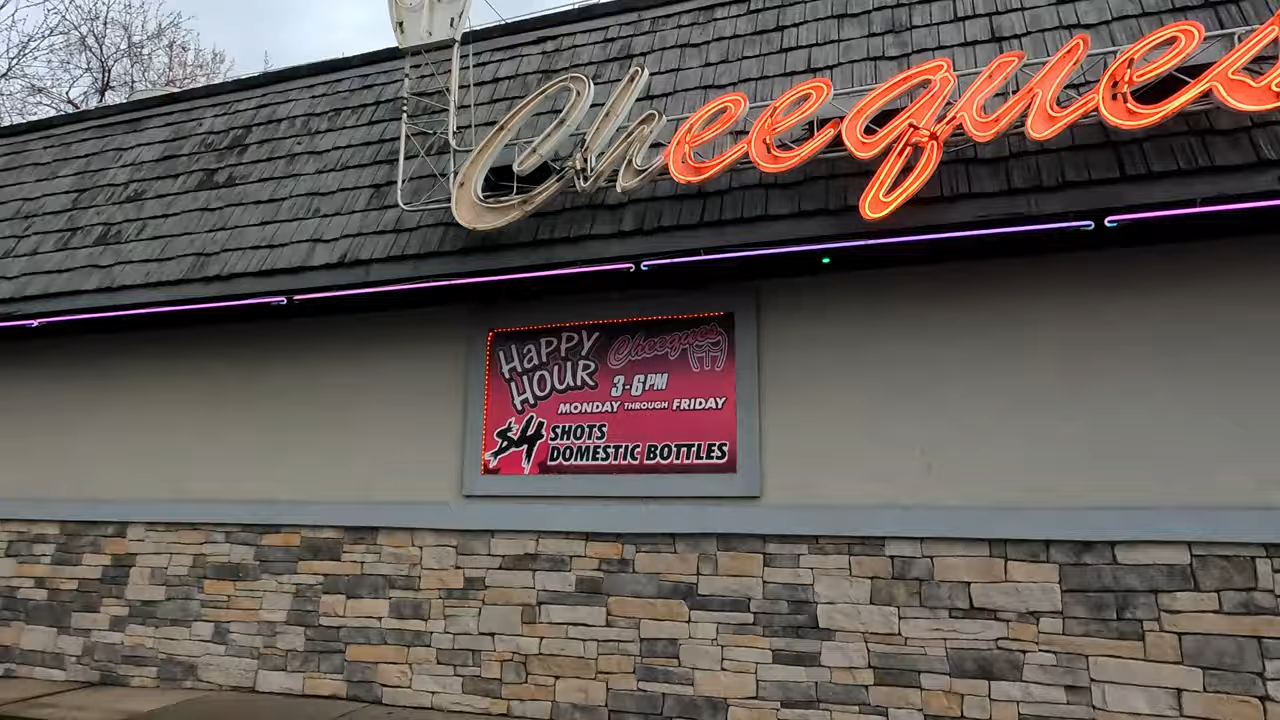 Cheeques
HaPPY
HOUR
Cheeques
3-6PM
MONDAY THROUGH FRIDAY
$4 SHOTS
DOMESTIC BOTTLES